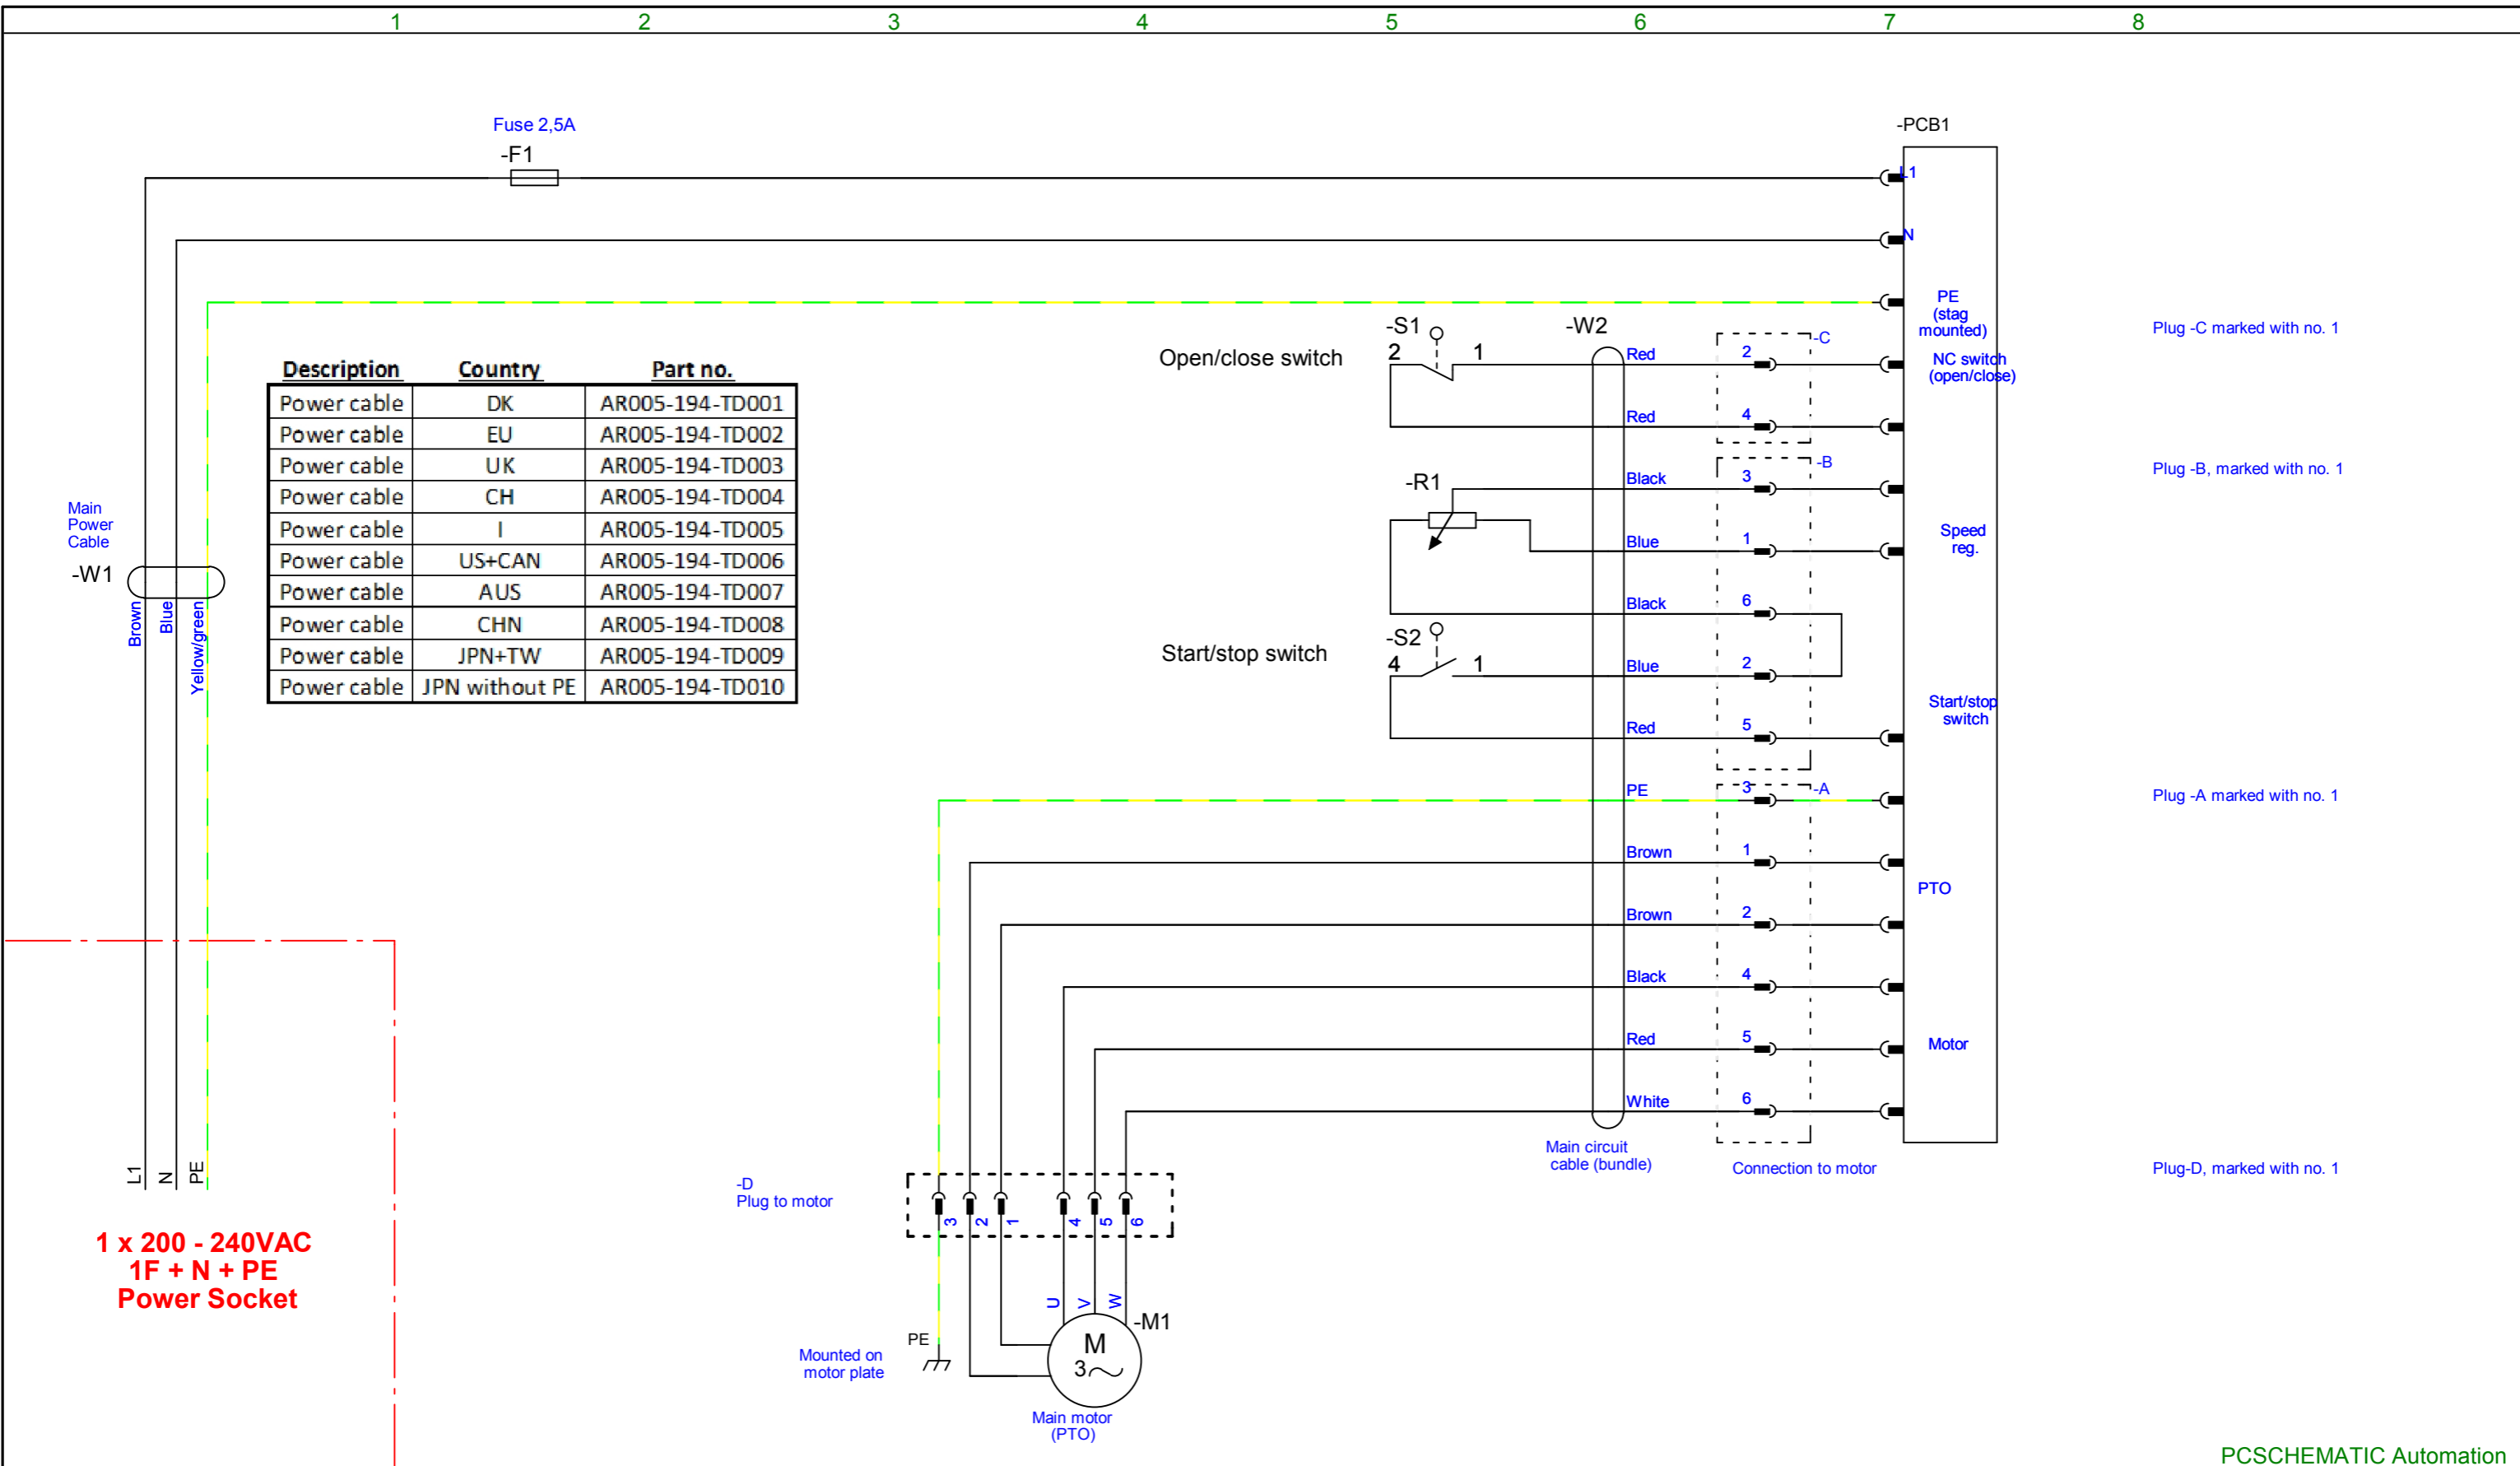 1 2 3 4 5 6 7 8
Fuse 2,5A
-F1
-PCB1
L1
N
PE
(stag
mounted)
Plug -C marked with no. 1
-S1
-W2
-C
Open/close switch
2 1
Red 2
NC switch
(open/close)
Red 4
-B
Plug -B, marked with no. 1
-R1
Black 3
Blue 1
Speed
reg.
Black 6
-S2
Start/stop switch
4 1
Blue 2
Start/stop
switch
Red 5
PE 3
-A
Plug -A marked with no. 1
Brown 1
PTO
Brown 2
Black 4
Red 5
Motor
White 6
Main circuit
cable (bundle)
Connection to motor
Plug-D, marked with no. 1
Description Country Part no.
Power cable DK AR005-194-TD001
Power cable EU AR005-194-TD002
Power cable UK AR005-194-TD003
Power cable CH AR005-194-TD004
Power cable I AR005-194-TD005
Power cable US+CAN AR005-194-TD006
Power cable AUS AR005-194-TD007
Power cable CHN AR005-194-TD008
Power cable JPN+TW AR005-194-TD009
Power cable JPN without PE AR005-194-TD010
Main
Power
Cable
-W1
Brown
Blue
Yellow/green
L1
N
PE
1 x 200 - 240VAC
1F + N + PE
Power Socket
-D
Plug to motor
3 2 1 4 5 6
U V W
-M1
M
3
PE
Mounted on
motor plate
Main motor
(PTO)
PCSCHEMATIC Automation